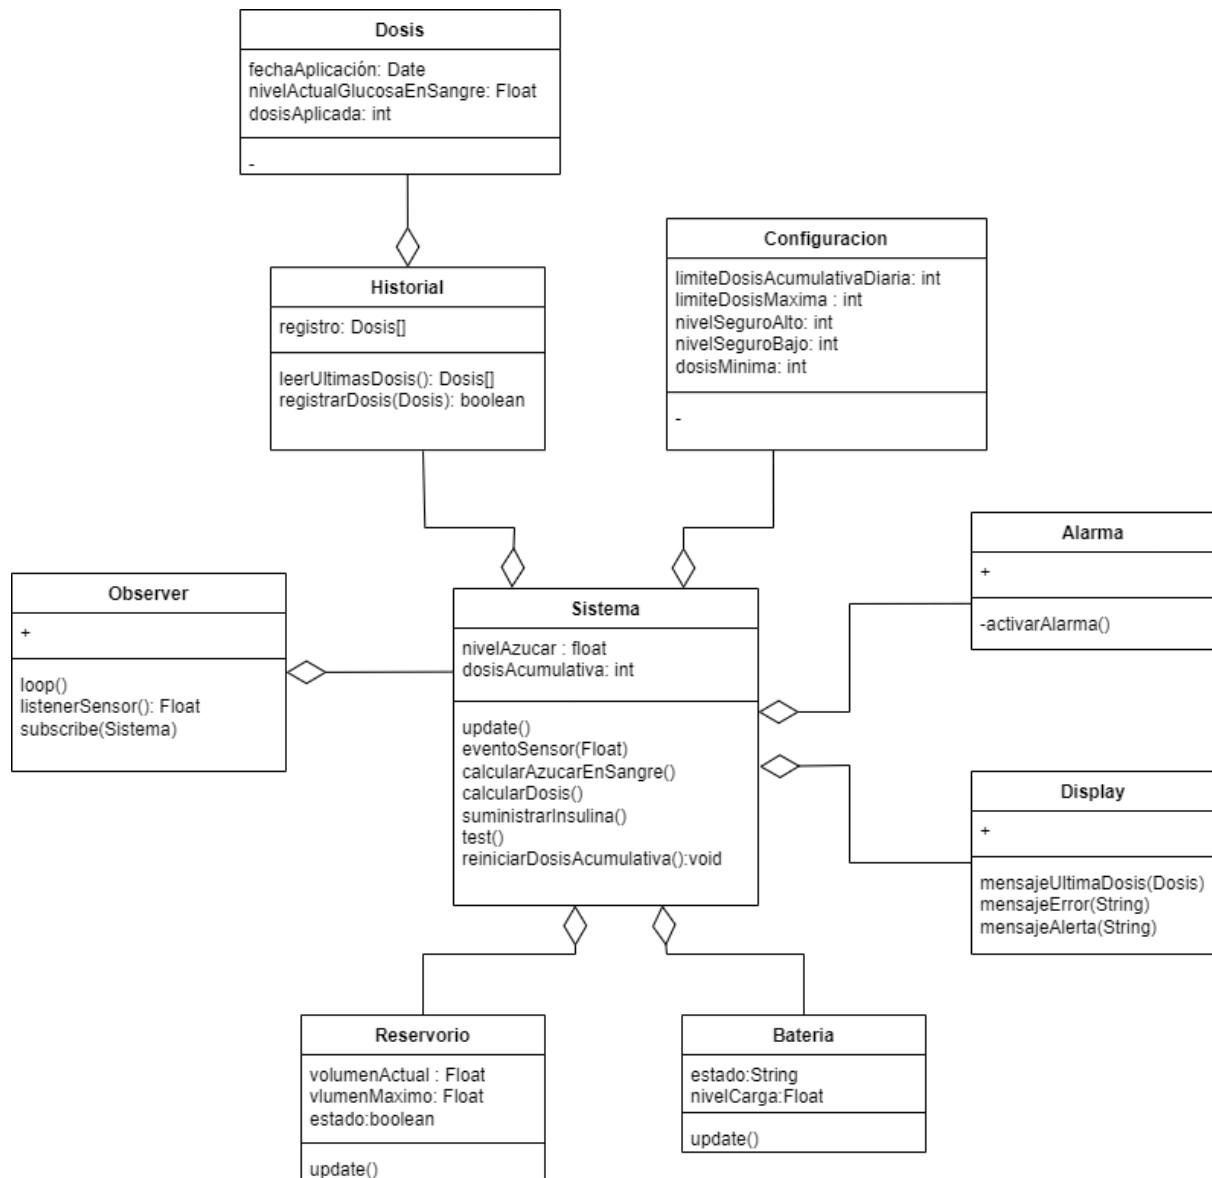 Dosis
fechaAplicación: Date
nivelActualGlucosaEnSangre: Float
dosisAplicada: int
-
Historial
registro: Dosis[]
leerUltimasDosis(): Dosis[]
registrarDosis(Dosis): boolean
Configuracion
limiteDosisAcumulativaDiaria: int
limiteDosisMaxima : int
nivelSeguroAlto: int
nivelSeguroBajo: int
dosisMinima: int
-
Observer
+
loop()
listenerSensor(): Float
subscribe(Sistema)
Sistema
nivelAzucar : float
dosisAcumulativa: int
update()
eventoSensor(Float)
calcularAzucarEnSangre()
calcularDosis()
suministrarInsulina()
test()
reiniciarDosisAcumulativa():void
Alarma
+
-activarAlarma()
Display
+
mensajeUltimaDosis(Dosis)
mensajeError(String)
mensajeAlerta(String)
Reservorio
volumenActual : Float
vlumenMaximo: Float
estado:boolean
update()
Bateria
estado:String
nivelCarga:Float
update()